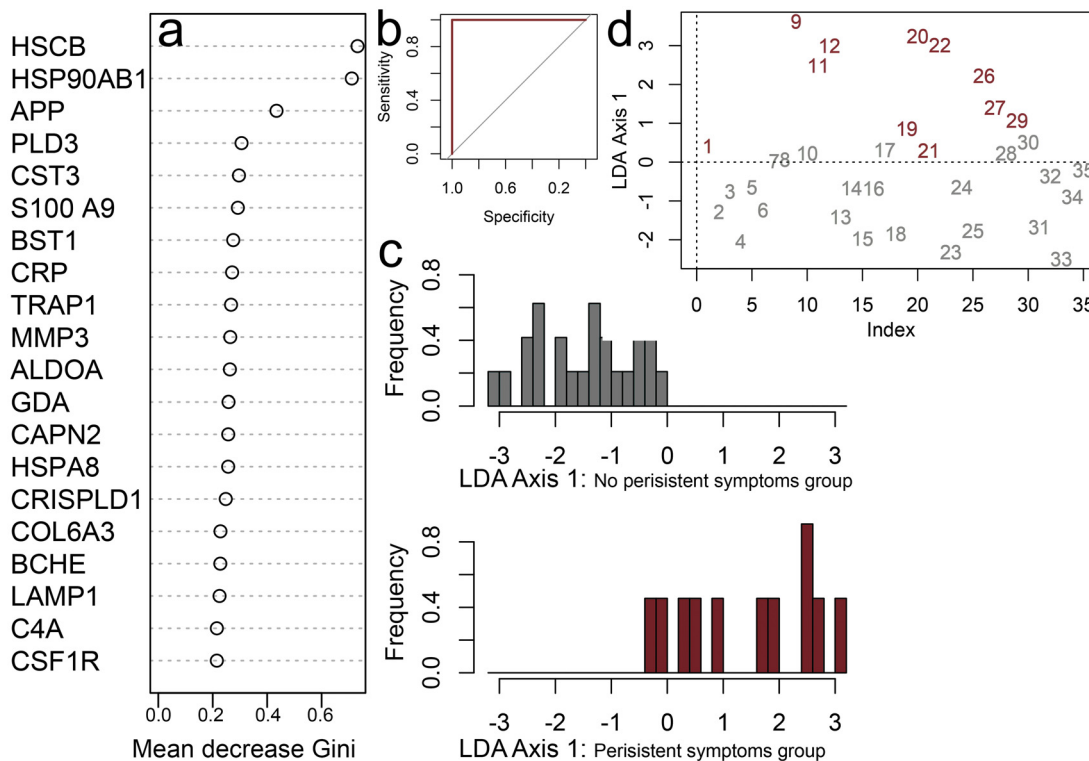 a
HSCB
HSP90AB1
APP
PLD3
CST3
S100 A9
BST1
CRP
TRAP1
MMP3
ALDOA
GDA
CAPN2
HSPA8
CRISPLD1
COL6A3
BCHE
LAMP1
C4A
CSF1R
0.0 0.2 0.4 0.6
Mean decrease Gini
b
Sensitivity
0.0 0.4 0.8
1.0 0.6 0.2
Specificity
c
Frequency
0.0 0.4 0.8
-3 -2 -1 0 1 2 3
LDA Axis 1: No perisistent symptoms group
Frequency
0.0 0.4 0.8
-3 -2 -1 0 1 2 3
LDA Axis 1: Perisistent symptoms group
d
LDA Axis 1
-2 -1 0 1 2 3
1 2 3 4 5 6 7 8 9 10 11 12 13 14 15 16 17 18 19 20 21 22 23 24 25 26 27 28 29 30 31 32 33 34 35
0 5 10 15 20 25 30 35
Index